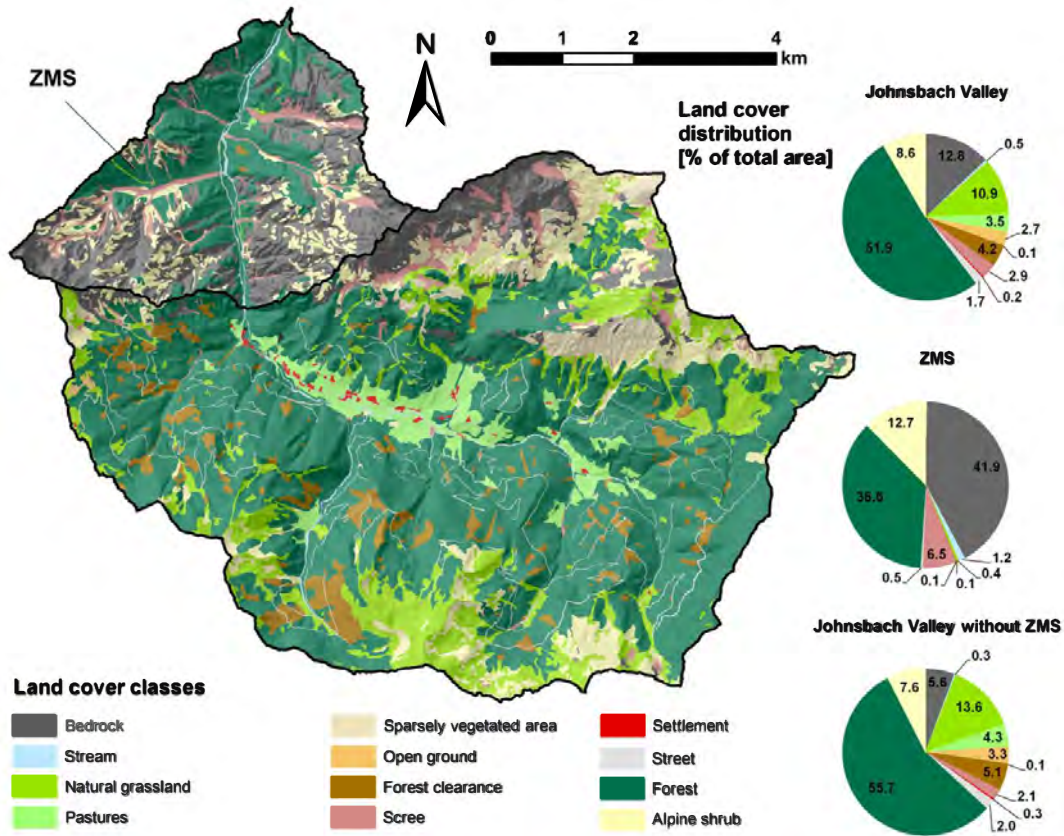 ZMS
N
0 1 2 4
km
Land cover
distribution
[% of total area]
Johnsbach Valley
8.6
12.8
0.5
10.9
3.5
2.7
0.1
4.2
2.9
0.2
1.7
51.9
ZMS
12.7
41.9
1.2
0.4
0.1
0.1
6.5
0.5
Johnsbach Valley without ZMS
7.6
5.6
0.3
13.6
4.3
3.3
0.1
5.1
2.1
0.3
2.0
55.7
Land cover classes
Bedrock
Stream
Natural grassland
Pastures
Sparsely vegetated area
Open ground
Forest clearance
Scree
Settlement
Street
Forest
Alpine shrub